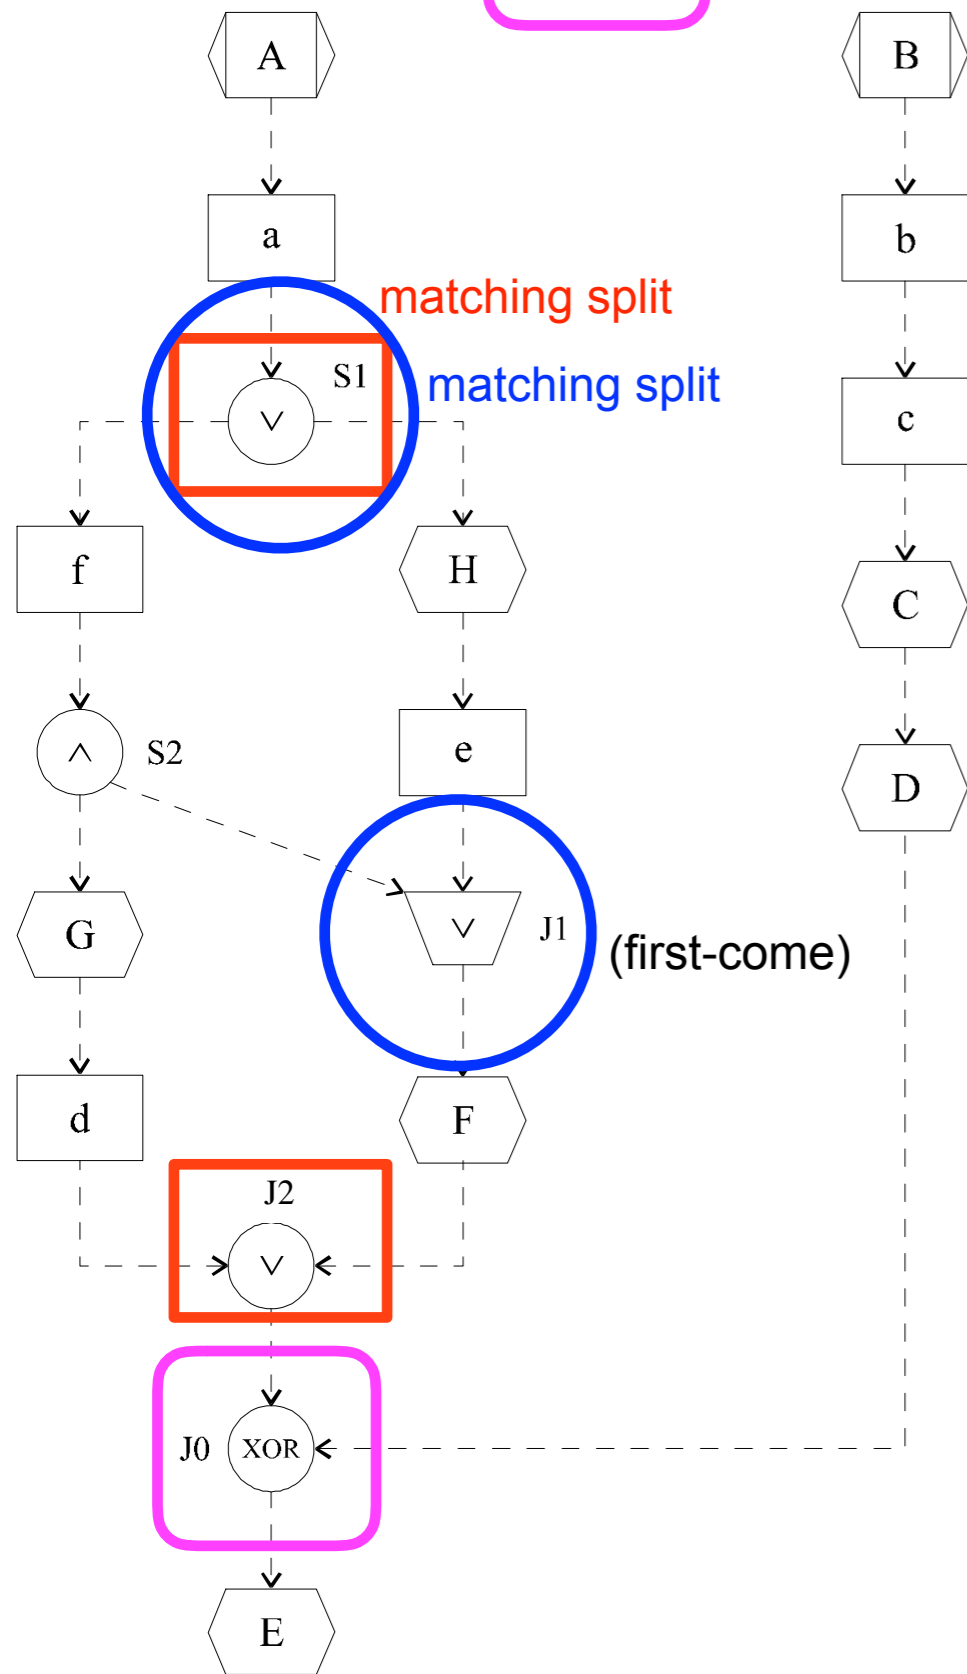 A
B
a
b
matching split
S1
matching split
∨
c
f
H
C
∧
S2
e
D
G
∨
J1
(first-come)
d
F
J2
∨
J0
XOR
E